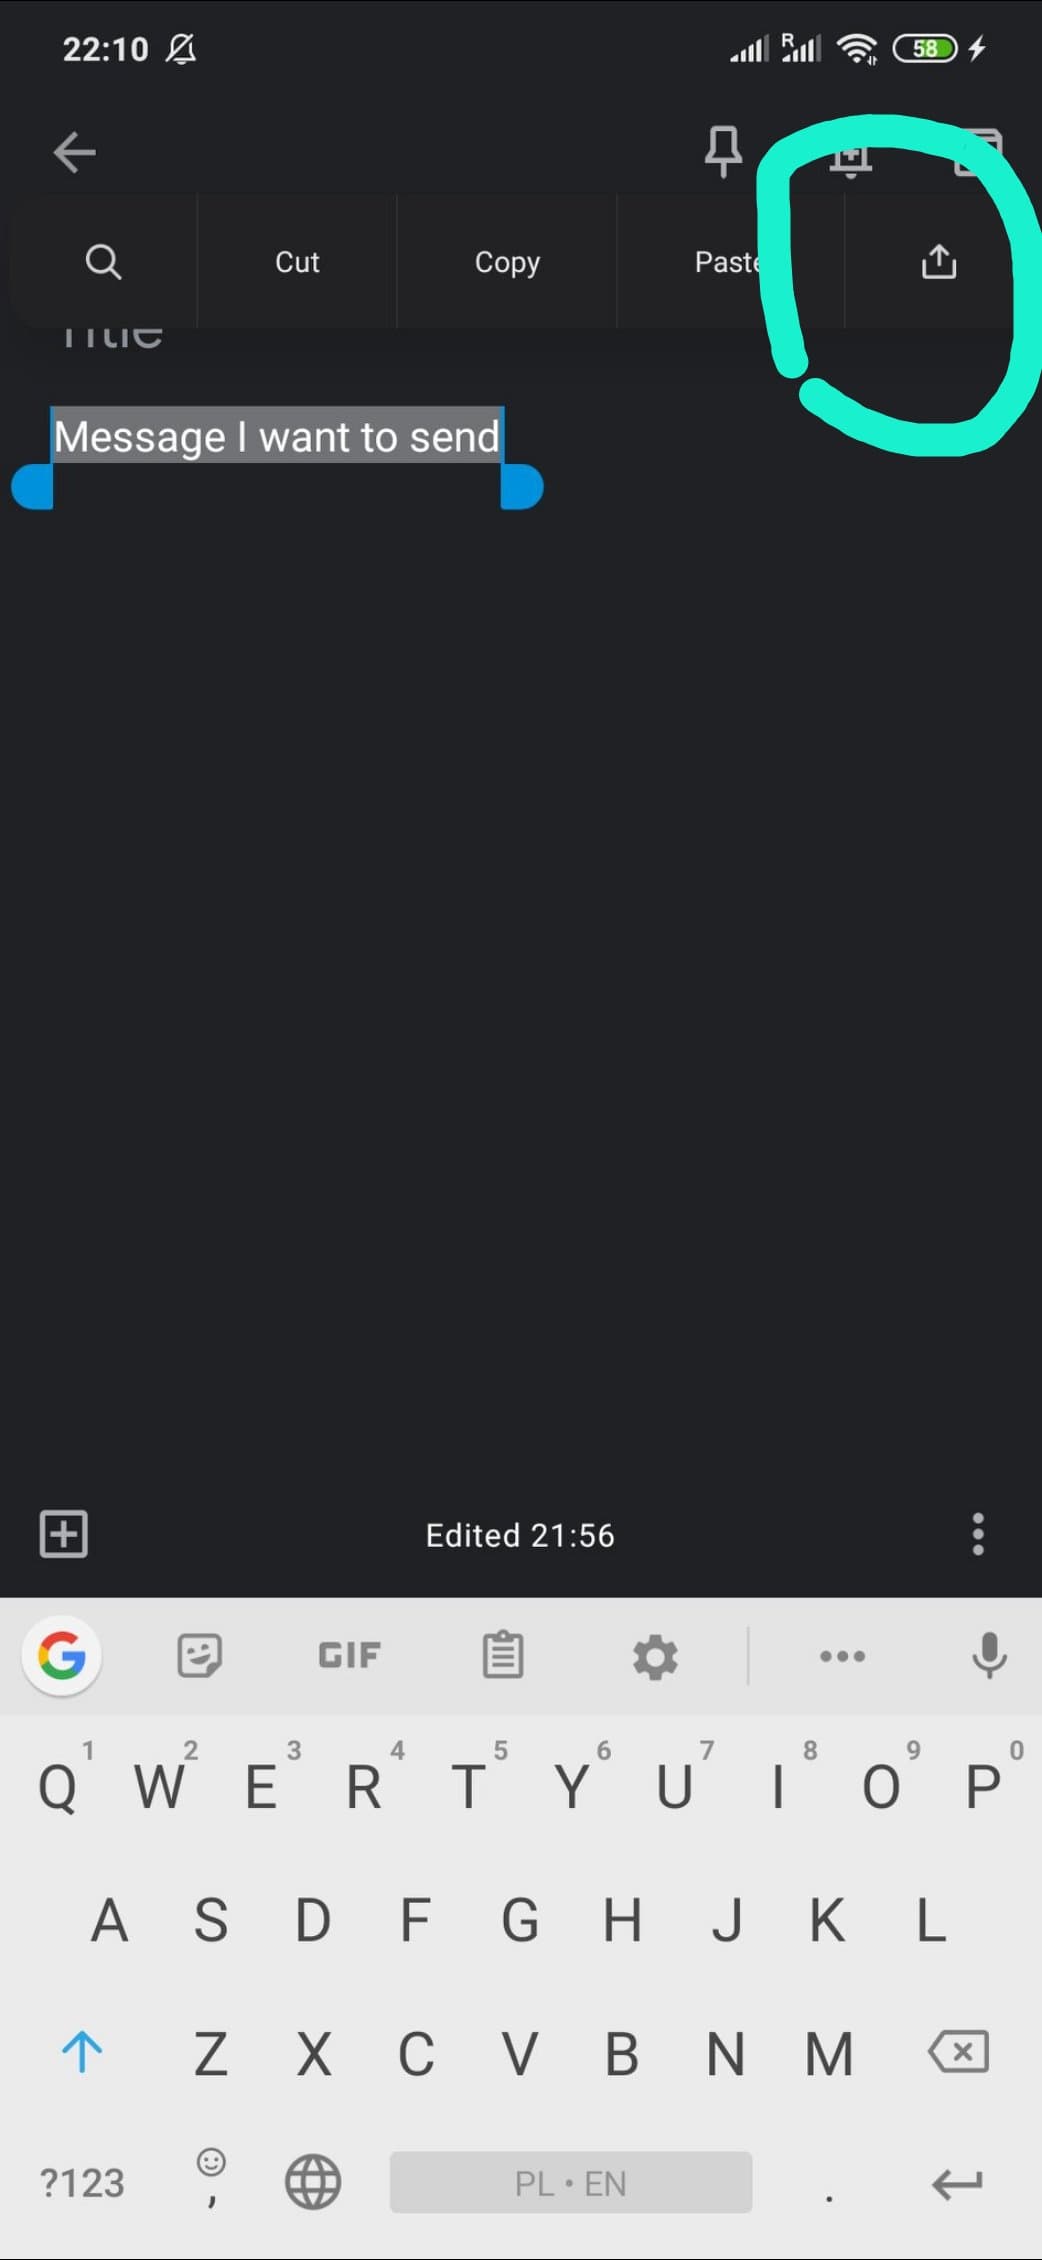 22:10
R
58
Cut Copy Paste
Title
Message I want to send
Edited 21:56
G GIF
1 2 3 4 5 6 7 8 9 0
Q W E R T Y U I O P
A S D F G H J K L
Z X C V B N M
?123 , PL • EN .